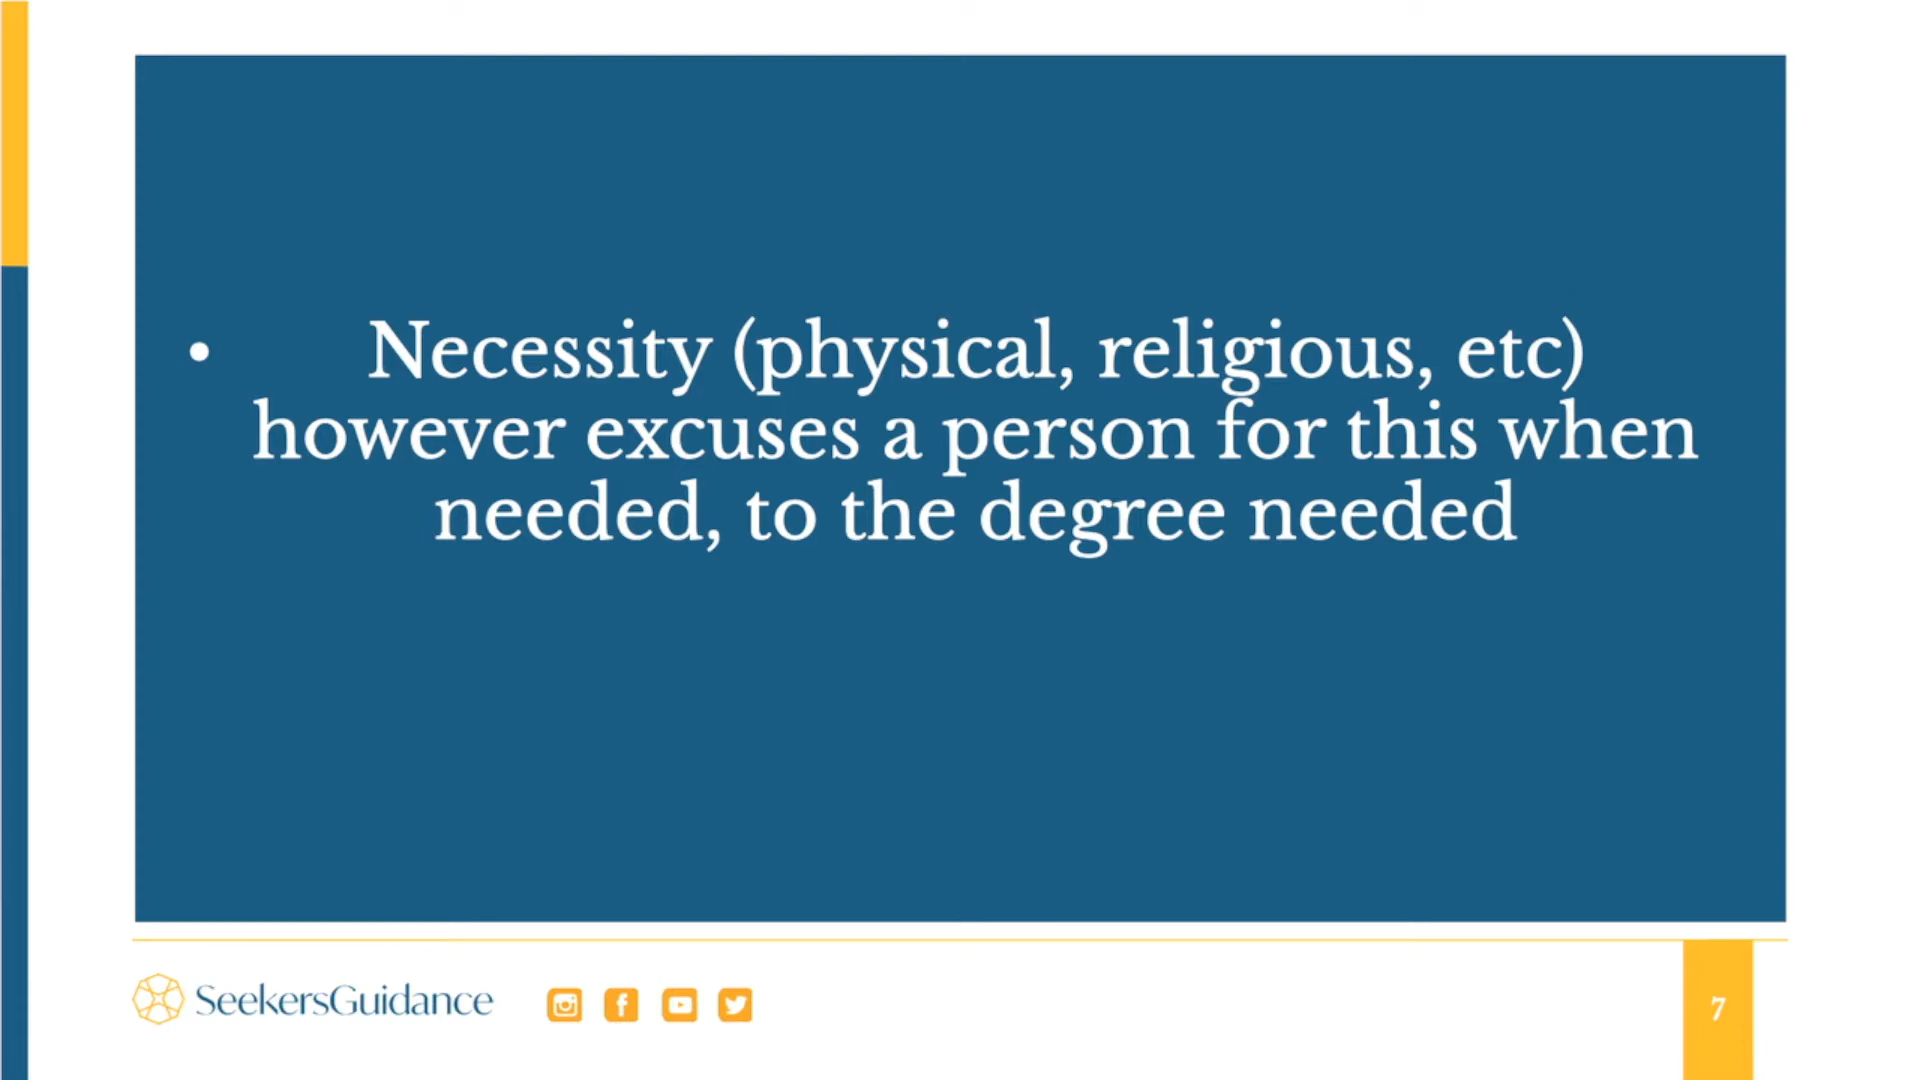 • Necessity (physical, religious, etc)
however excuses a person for this when
needed, to the degree needed
SeekersGuidance
7